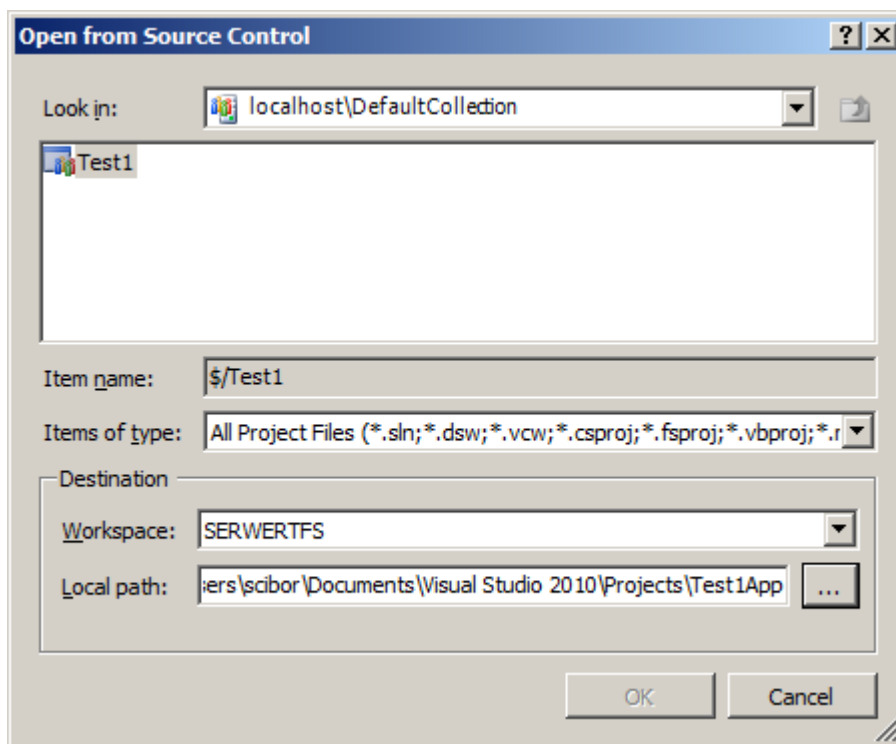 Open from Source Control
Look in: localhost\DefaultCollection
Test1
Item name: $/Test1
Items of type: All Project Files (*.sln;*.dsw;*.vcw;*.csproj;*.fsproj;*.vbproj;*.
Destination
Workspace: SERWERTFS
Local path: sers\scibor\Documents\Visual Studio 2010\Projects\Test1App ...
OK Cancel